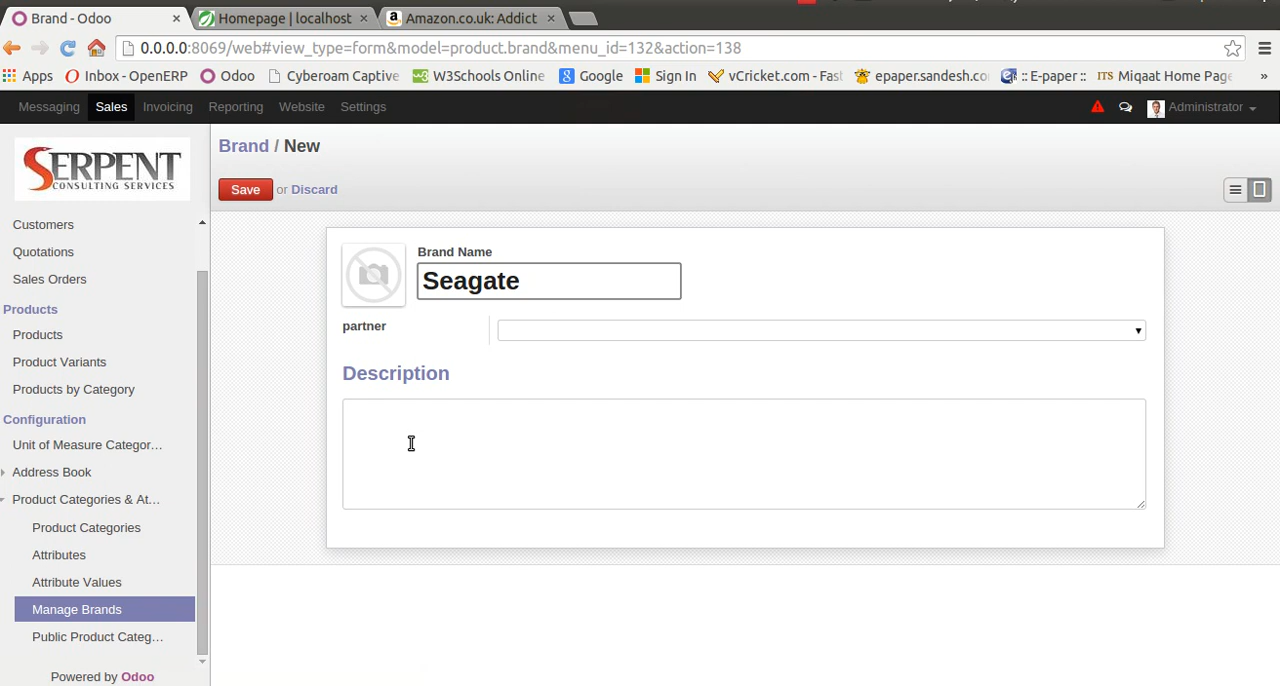 Brand - Odoo × Homepage | localhost × Amazon.co.uk: Addict ×
0.0.0.0:8069/web#view_type=form&model=product.brand&menu_id=132&action=138
Apps Inbox - OpenERP Odoo Cyberoam Captive W3Schools Online Google Sign In vCricket.com - Fast epaper.sandesh.co :: E-paper :: ITS Miqaat Home Page »
Messaging Sales Invoicing Reporting Website Settings Administrator
SERPENT
CONSULTING SERVICES
Brand / New
Save or Discard
Customers
Quotations
Sales Orders
Products
Products
Product Variants
Products by Category
Configuration
Unit of Measure Categor...
Address Book
Product Categories & At...
Product Categories
Attributes
Attribute Values
Manage Brands
Public Product Categ...
Powered by Odoo
Brand Name
Seagate
partner
Description